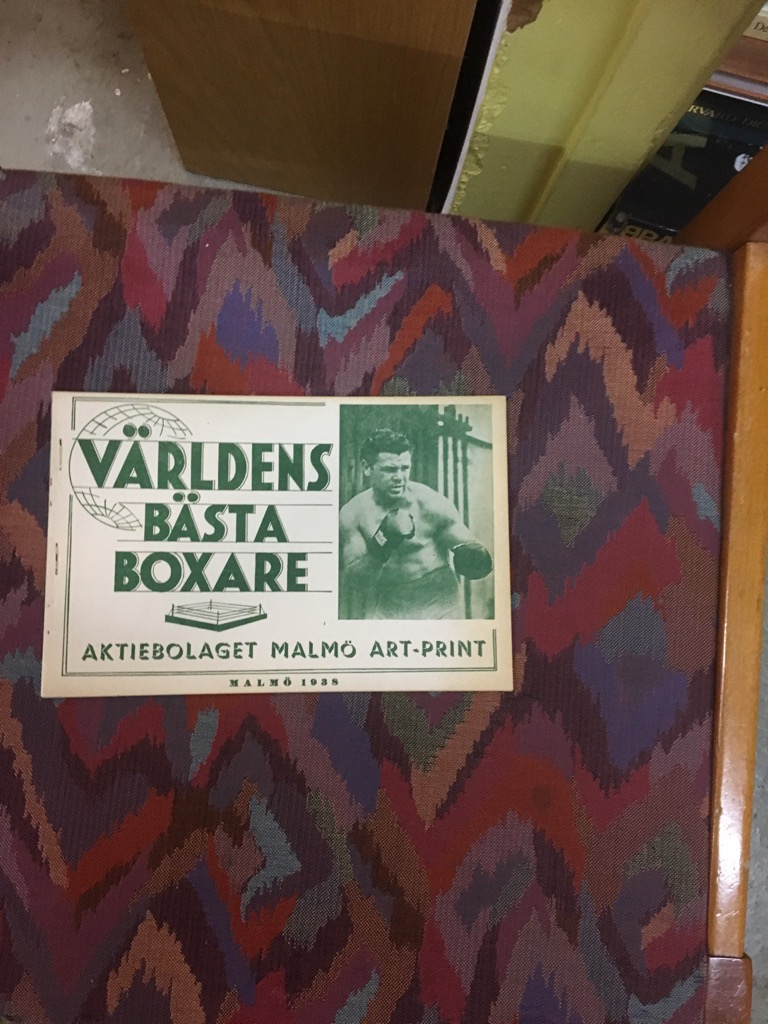 VÄRLDENS
BÄSTA
BOXARE
AKTIEBOLAGET MALMÖ ART-PRINT
MALMÖ 1938